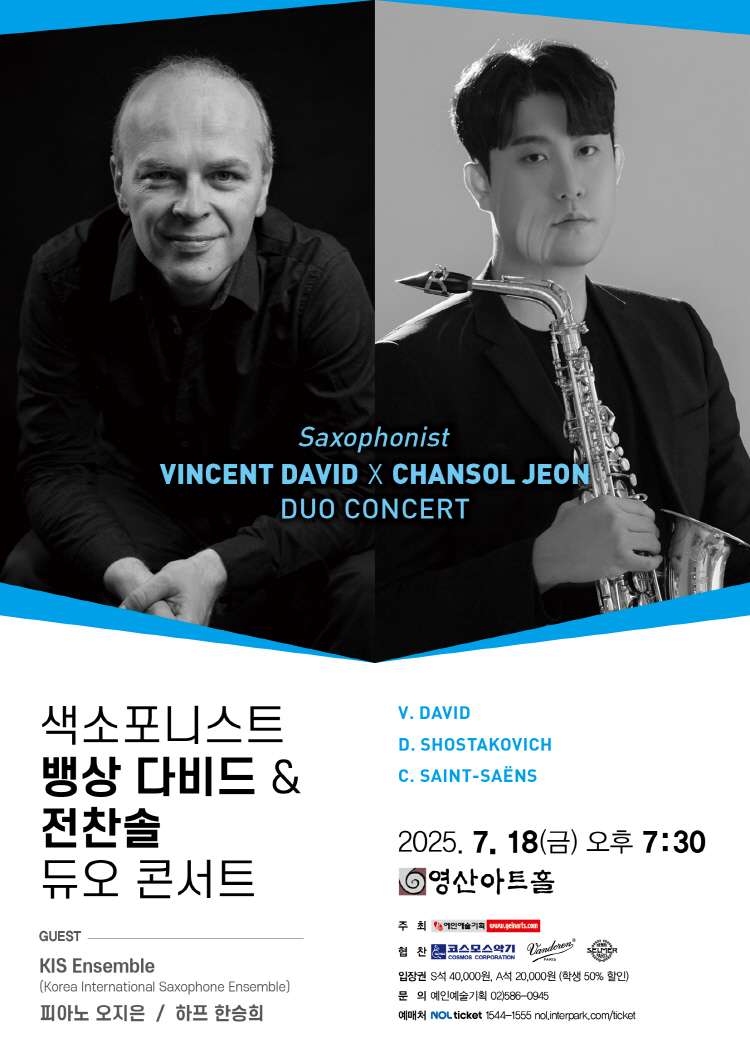 Saxophonist
VINCENT DAVID X CHANSOL JEON
DUO CONCERT
색소포니스트
뱅상 다비드 &
전찬솔
듀오 콘서트
GUEST
KIS Ensemble
(Korea International Saxophone Ensemble)
피아노 오지은 / 하프 한승희
V. DAVID
D. SHOSTAKOVICH
C. SAINT-SAËNS
2025. 7. 18(금) 오후 7:30
영산아트홀
주 최 예인예술기획 www.yeinarts.com
협 찬 코스모스악기 COSMOS CORPORATION Vandoren PARIS HENRI SELMER PARIS
입장권 S석 40,000원, A석 20,000원 (학생 50% 할인)
문 의 예인예술기획 02)586-0945
예매처 NOL ticket 1544-1555 nol.interpark.com/ticket